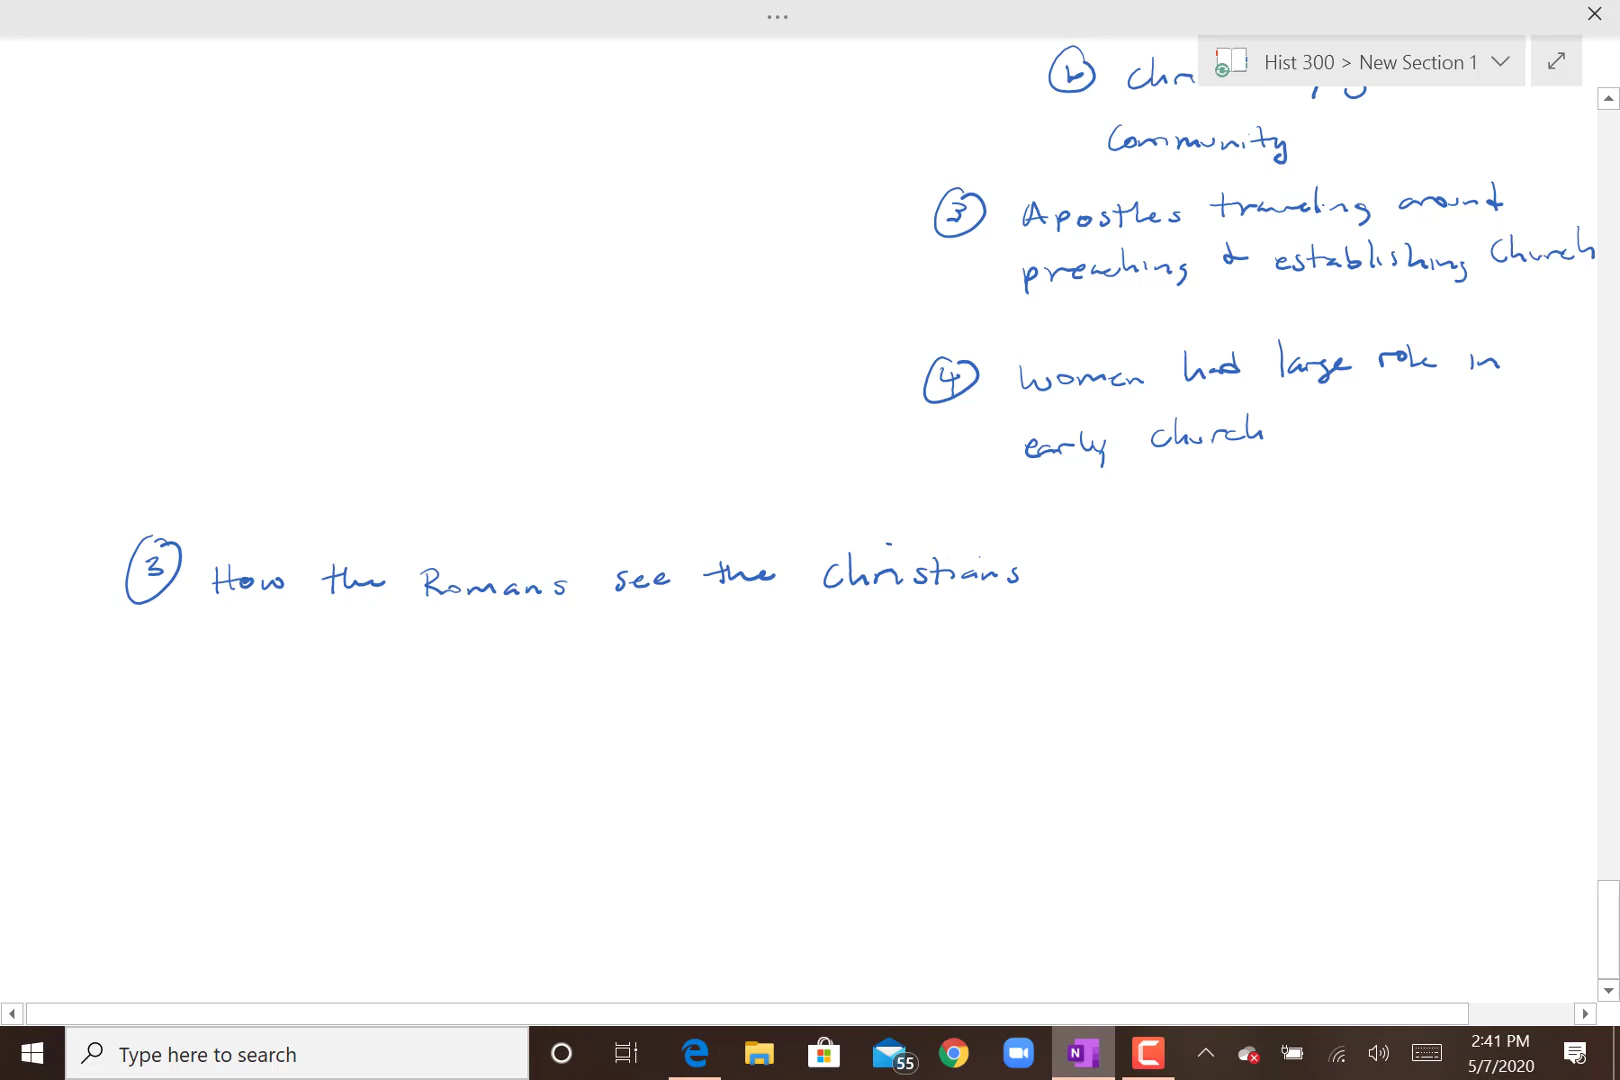 Hist 300 > New Section 1
b
Community
3 Apostles traveling around
preaching & establishing Church
4 women had large role in
early church
3 How the Romans see the Christians
Type here to search
55
N
2:41 PM
5/7/2020